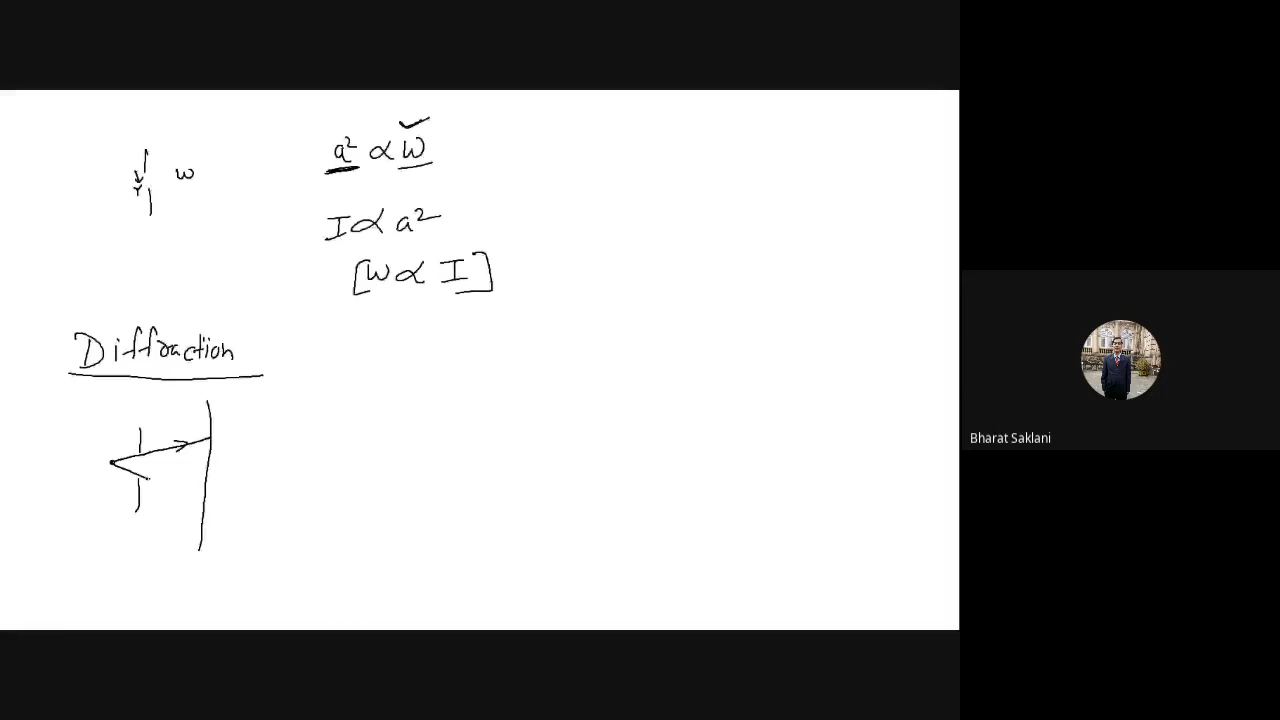 a² ∝ w
w
I ∝ a²
[w ∝ I]
Diffraction
Bharat Saklani